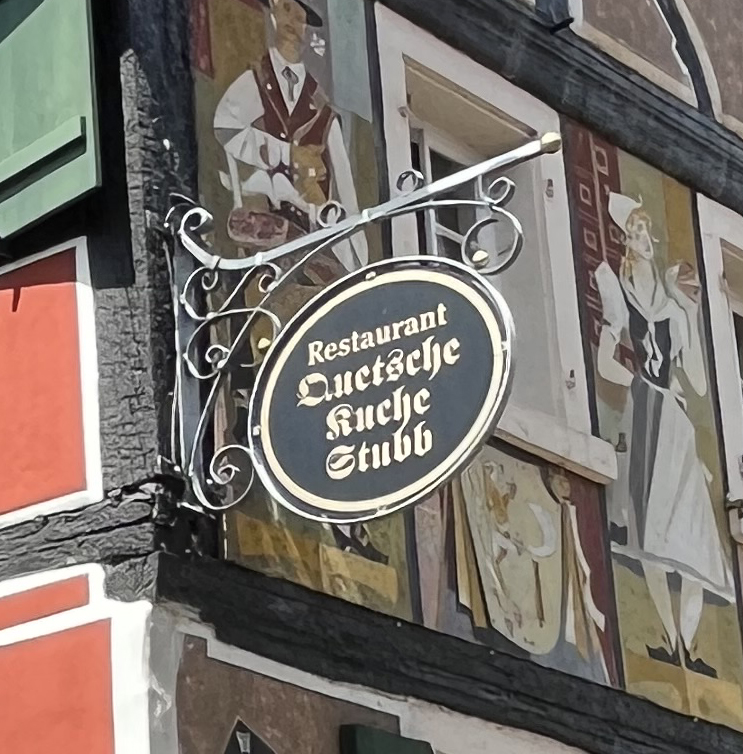 Restaurant
Quetsche
Kuche
Stubb